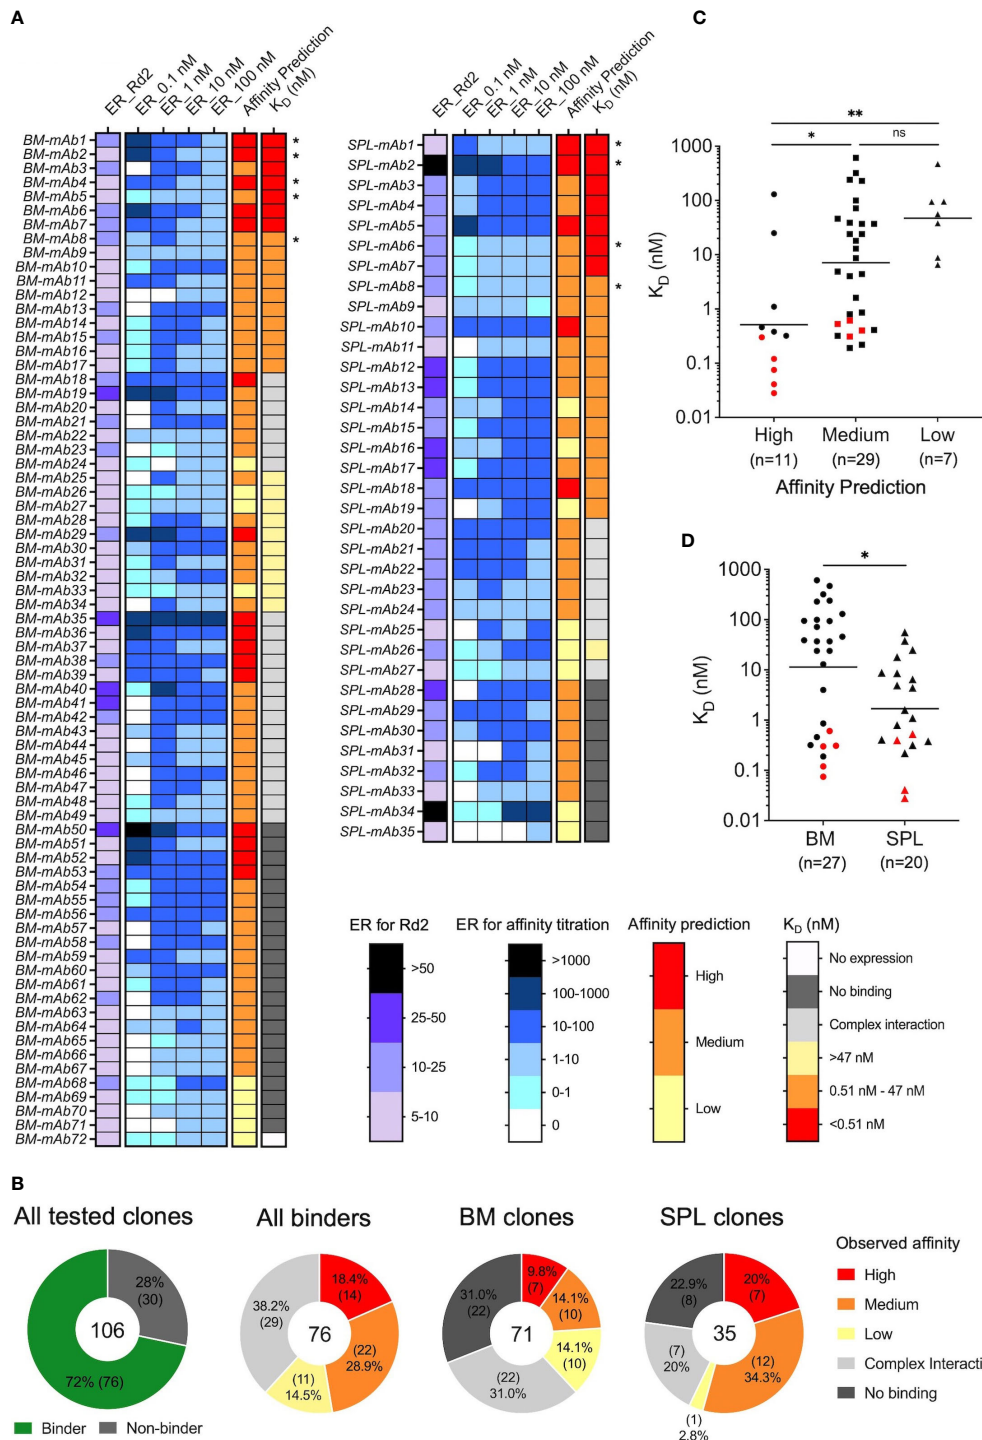 A
ER_Rd2
ER_0.1 nM
ER_1 nM
ER_10 nM
ER_100 nM
Affinity Prediction
KD (nM)
BM-mAb1 *
BM-mAb2 *
BM-mAb3
BM-mAb4 *
BM-mAb5 *
BM-mAb6
BM-mAb7
BM-mAb8 *
BM-mAb9
BM-mAb10
BM-mAb11
BM-mAb12
BM-mAb13
BM-mAb14
BM-mAb15
BM-mAb16
BM-mAb17
BM-mAb18
BM-mAb19
BM-mAb20
BM-mAb21
BM-mAb22
BM-mAb23
BM-mAb24
BM-mAb25
BM-mAb26
BM-mAb27
BM-mAb28
BM-mAb29
BM-mAb30
BM-mAb31
BM-mAb32
BM-mAb33
BM-mAb34
BM-mAb35
BM-mAb36
BM-mAb37
BM-mAb38
BM-mAb39
BM-mAb40
BM-mAb41
BM-mAb42
BM-mAb43
BM-mAb44
BM-mAb45
BM-mAb46
BM-mAb47
BM-mAb48
BM-mAb49
BM-mAb50
BM-mAb51
BM-mAb52
BM-mAb53
BM-mAb54
BM-mAb55
BM-mAb56
BM-mAb57
BM-mAb58
BM-mAb59
BM-mAb60
BM-mAb61
BM-mAb62
BM-mAb63
BM-mAb64
BM-mAb65
BM-mAb66
BM-mAb67
BM-mAb68
BM-mAb69
BM-mAb70
BM-mAb71
BM-mAb72
ER_Rd2
ER_0.1 nM
ER_1 nM
ER_10 nM
ER_100 nM
Affinity Prediction
KD (nM)
SPL-mAb1 *
SPL-mAb2 *
SPL-mAb3
SPL-mAb4
SPL-mAb5
SPL-mAb6 *
SPL-mAb7
SPL-mAb8 *
SPL-mAb9
SPL-mAb10
SPL-mAb11
SPL-mAb12
SPL-mAb13
SPL-mAb14
SPL-mAb15
SPL-mAb16
SPL-mAb17
SPL-mAb18
SPL-mAb19
SPL-mAb20
SPL-mAb21
SPL-mAb22
SPL-mAb23
SPL-mAb24
SPL-mAb25
SPL-mAb26
SPL-mAb27
SPL-mAb28
SPL-mAb29
SPL-mAb30
SPL-mAb31
SPL-mAb32
SPL-mAb33
SPL-mAb34
SPL-mAb35
ER for Rd2
>50
25-50
10-25
5-10
ER for affinity titration
>1000
100-1000
10-100
1-10
0-1
0
Affinity prediction
High
Medium
Low
KD (nM)
No expression
No binding
Complex interaction
>47 nM
0.51 nM - 47 nM
<0.51 nM
C
**
* ns
KD (nM)
1000
100
10
1
0.1
0.01
High Medium Low
(n=11) (n=29) (n=7)
Affinity Prediction
D
*
KD (nM)
1000
100
10
1
0.1
0.01
BM SPL
(n=27) (n=20)
B
All tested clones
28%
(30)
106
72% (76)
Binder Non-binder
All binders
18.4%
(14)
38.2%
(29)
76
(22)
28.9%
(11)
14.5%
BM clones
9.8%
(7)
14.1%
(10)
31.0%
(22)
71
14.1%
(10)
(22)
31.0%
SPL clones
20%
(7)
22.9%
(8)
35
(7)
20%
(12)
34.3%
(1)
2.8%
Observed affinity
High
Medium
Low
Complex Interacti
No binding